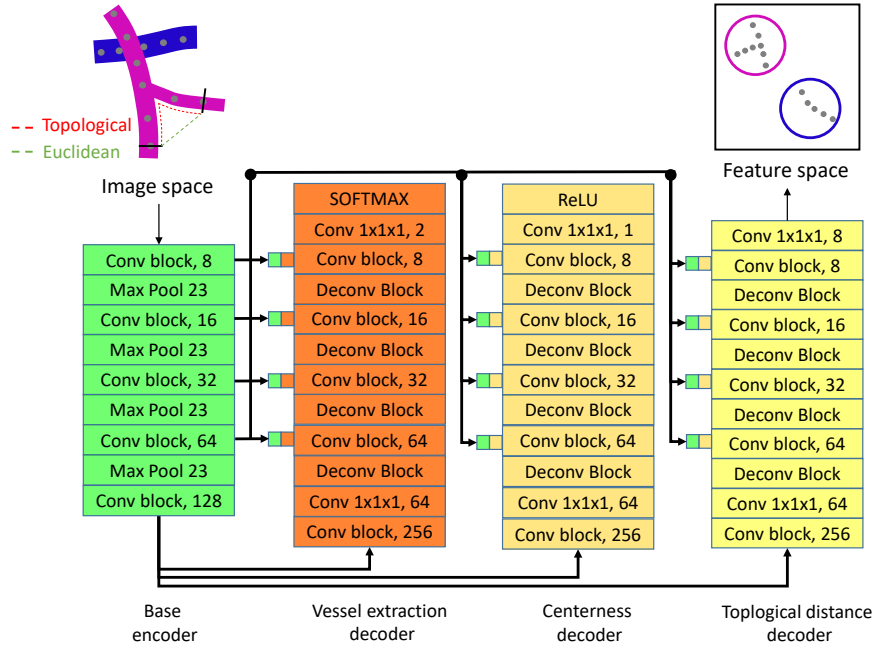 Topological
Euclidean
Image space
Feature space
Conv block, 8
Max Pool 23
Conv block, 16
Max Pool 23
Conv block, 32
Max Pool 23
Conv block, 64
Max Pool 23
Conv block, 128
SOFTMAX
Conv 1x1x1, 2
Conv block, 8
Deconv Block
Conv block, 16
Deconv Block
Conv block, 32
Deconv Block
Conv block, 64
Deconv Block
Conv 1x1x1, 64
Conv block, 256
ReLU
Conv 1x1x1, 1
Conv block, 8
Deconv Block
Conv block, 16
Deconv Block
Conv block, 32
Deconv Block
Conv block, 64
Deconv Block
Conv 1x1x1, 64
Conv block, 256
Conv 1x1x1, 8
Conv block, 8
Deconv Block
Conv block, 16
Deconv Block
Conv block, 32
Deconv Block
Conv block, 64
Deconv Block
Conv 1x1x1, 64
Conv block, 256
Base
encoder
Vessel extraction
decoder
Centerness
decoder
Toplogical distance
decoder